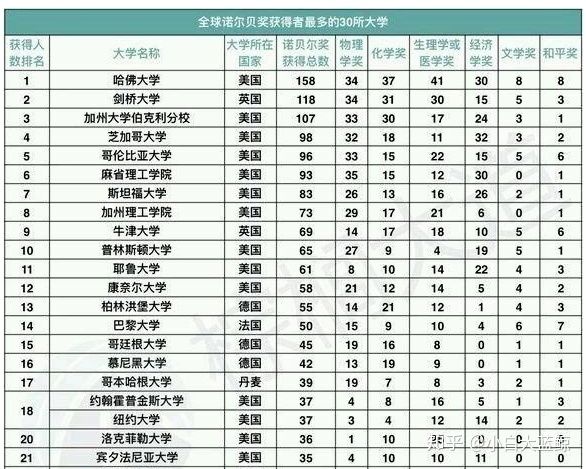 全球诺尔贝奖获得者最多的30所大学
获得人数排名 大学名称 大学所在国家 诺贝尔奖获得总数 物理学奖 化学奖 生理学或医学奖 经济学奖 文学奖 和平奖
1 哈佛大学 美国 158 34 37 41 30 8 8
2 剑桥大学 英国 118 34 31 30 15 5 3
3 加州大学伯克利分校 美国 107 33 30 17 24 3 1
4 芝加哥大学 美国 98 32 18 11 32 3 2
5 哥伦比亚大学 美国 96 33 15 22 15 5 6
6 麻省理工学院 美国 93 35 15 12 30 0 1
7 斯坦福大学 美国 83 26 13 16 26 1 1
8 加州理工学院 美国 73 29 17 21 6 0 1
9 牛津大学 英国 69 14 17 18 10 5 6
10 普林斯顿大学 美国 65 27 9 4 19 5 1
11 耶鲁大学 美国 61 8 10 14 22 4 3
12 康奈尔大学 美国 58 21 12 14 5 4 2
13 柏林洪堡大学 德国 55 14 21 12 1 4 3
14 巴黎大学 法国 50 15 9 10 4 6 7
15 哥廷根大学 德国 45 19 16 8 0 1 1
16 慕尼黑大学 德国 42 13 19 9 0 1 1
17 哥本哈根大学 丹麦 39 19 7 8 3 2 1
18 约翰霍普金斯大学 美国 37 4 8 16 5 1 3
纽约大学 美国 37 3 4 12 14 2 2
20 洛克菲勒大学 美国 36 1 10 25 0
21 宾夕法尼亚大学 美国 35 4 10 10 11 0 0
知乎 @小白大蓝鲸